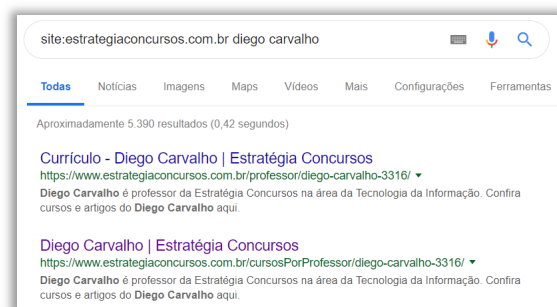 site:estrategiaconcursos.com.br diego carvalho
Todas Notícias Imagens Maps Vídeos Mais Configurações Ferramentas
Aproximadamente 5.390 resultados (0,42 segundos)
Currículo - Diego Carvalho | Estratégia Concursos
https://www.estrategiaconcursos.com.br/professor/diego-carvalho-3316/
Diego Carvalho é professor da Estratégia Concursos na área da Tecnologia da Informação. Confira
cursos e artigos do Diego Carvalho aqui.
Diego Carvalho | Estratégia Concursos
https://www.estrategiaconcursos.com.br/cursosPorProfessor/diego-carvalho-3316/
Diego Carvalho é professor da Estratégia Concursos na área da Tecnologia da Informação. Confira
cursos e artigos do Diego Carvalho aqui.